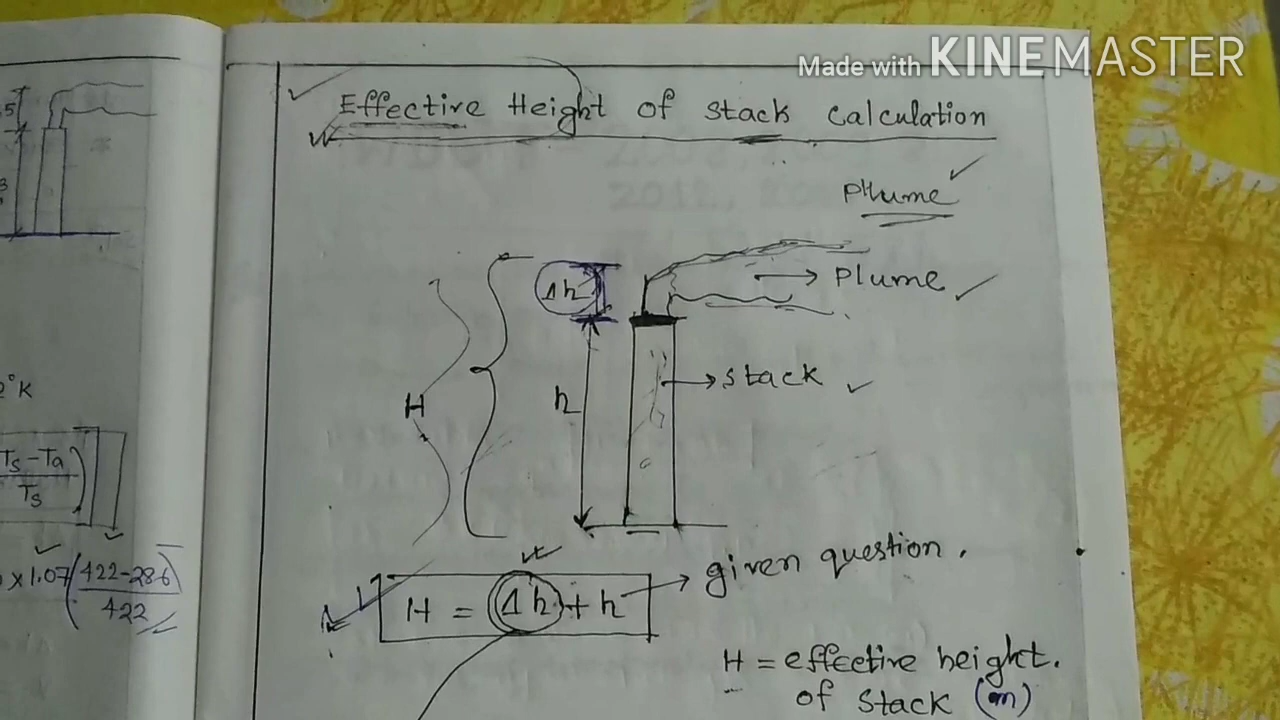 Made with KINEMASTER
Effective Height of stack Calculation
Plume
Δh
Plume
stack
h
H
H = Δh + h
given question.
H = effective height.
of stack (m)
°K
Ts - Ta
Ts
x 1.07 (422-286)
422